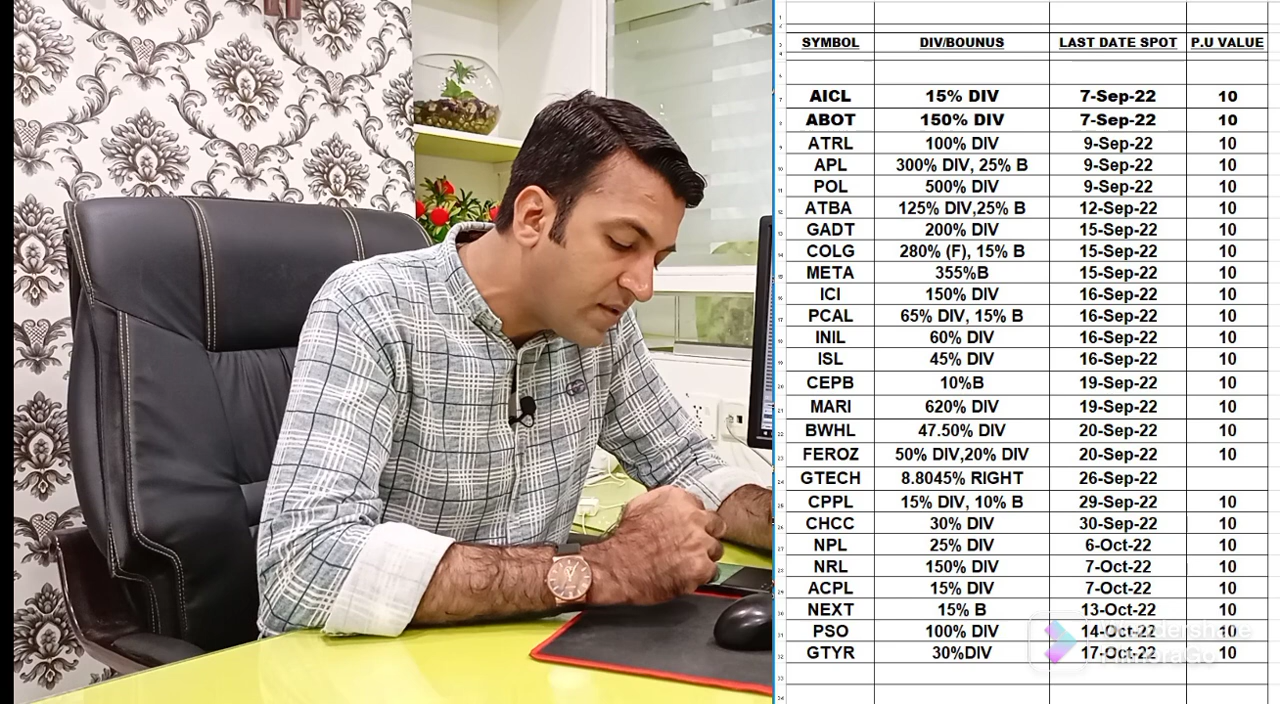 SYMBOL DIV/BOUNUS LAST DATE SPOT P.U VALUE
AICL 15% DIV 7-Sep-22 10
ABOT 150% DIV 7-Sep-22 10
ATRL 100% DIV 9-Sep-22 10
APL 300% DIV, 25% B 9-Sep-22 10
POL 500% DIV 9-Sep-22 10
ATBA 125% DIV,25% B 12-Sep-22 10
GADT 200% DIV 15-Sep-22 10
COLG 280% (F), 15% B 15-Sep-22 10
META 355%B 15-Sep-22 10
ICI 150% DIV 16-Sep-22 10
PCAL 65% DIV, 15% B 16-Sep-22 10
INIL 60% DIV 16-Sep-22 10
ISL 45% DIV 16-Sep-22 10
CEPB 10%B 19-Sep-22 10
MARI 620% DIV 19-Sep-22 10
BWHL 47.50% DIV 20-Sep-22 10
FEROZ 50% DIV,20% DIV 20-Sep-22 10
GTECH 8.8045% RIGHT 26-Sep-22
CPPL 15% DIV, 10% B 29-Sep-22 10
CHCC 30% DIV 30-Sep-22 10
NPL 25% DIV 6-Oct-22 10
NRL 150% DIV 7-Oct-22 10
ACPL 15% DIV 7-Oct-22 10
NEXT 15% B 13-Oct-22 10
PSO 100% DIV 14-Oct-22 10
GTYR 30%DIV 17-Oct-22 10
Wondershare
FilmoraGo